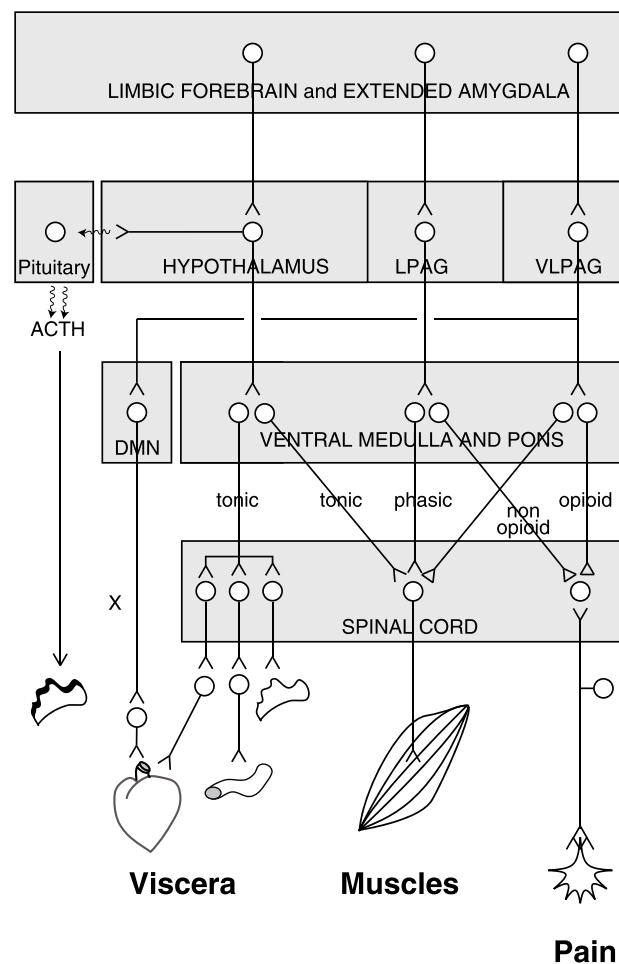 LIMBIC FOREBRAIN and EXTENDED AMYGDALA
Pituitary
HYPOTHALAMUS
LPAG
VLPAG
ACTH
DMN
VENTRAL MEDULLA AND PONS
tonic
tonic
phasic
non
opioid
opioid
X
SPINAL CORD
Viscera
Muscles
Pain